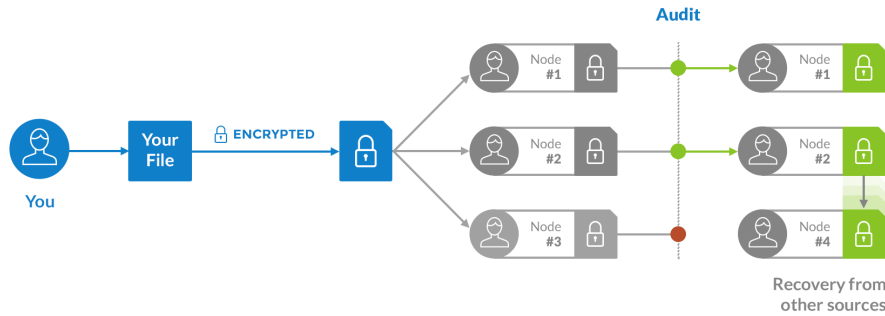 Audit
Node
#1
Node
#1
Your
File
ENCRYPTED
Node
#2
Node
#2
You
Node
#3
Node
#4
Recovery from
other sources